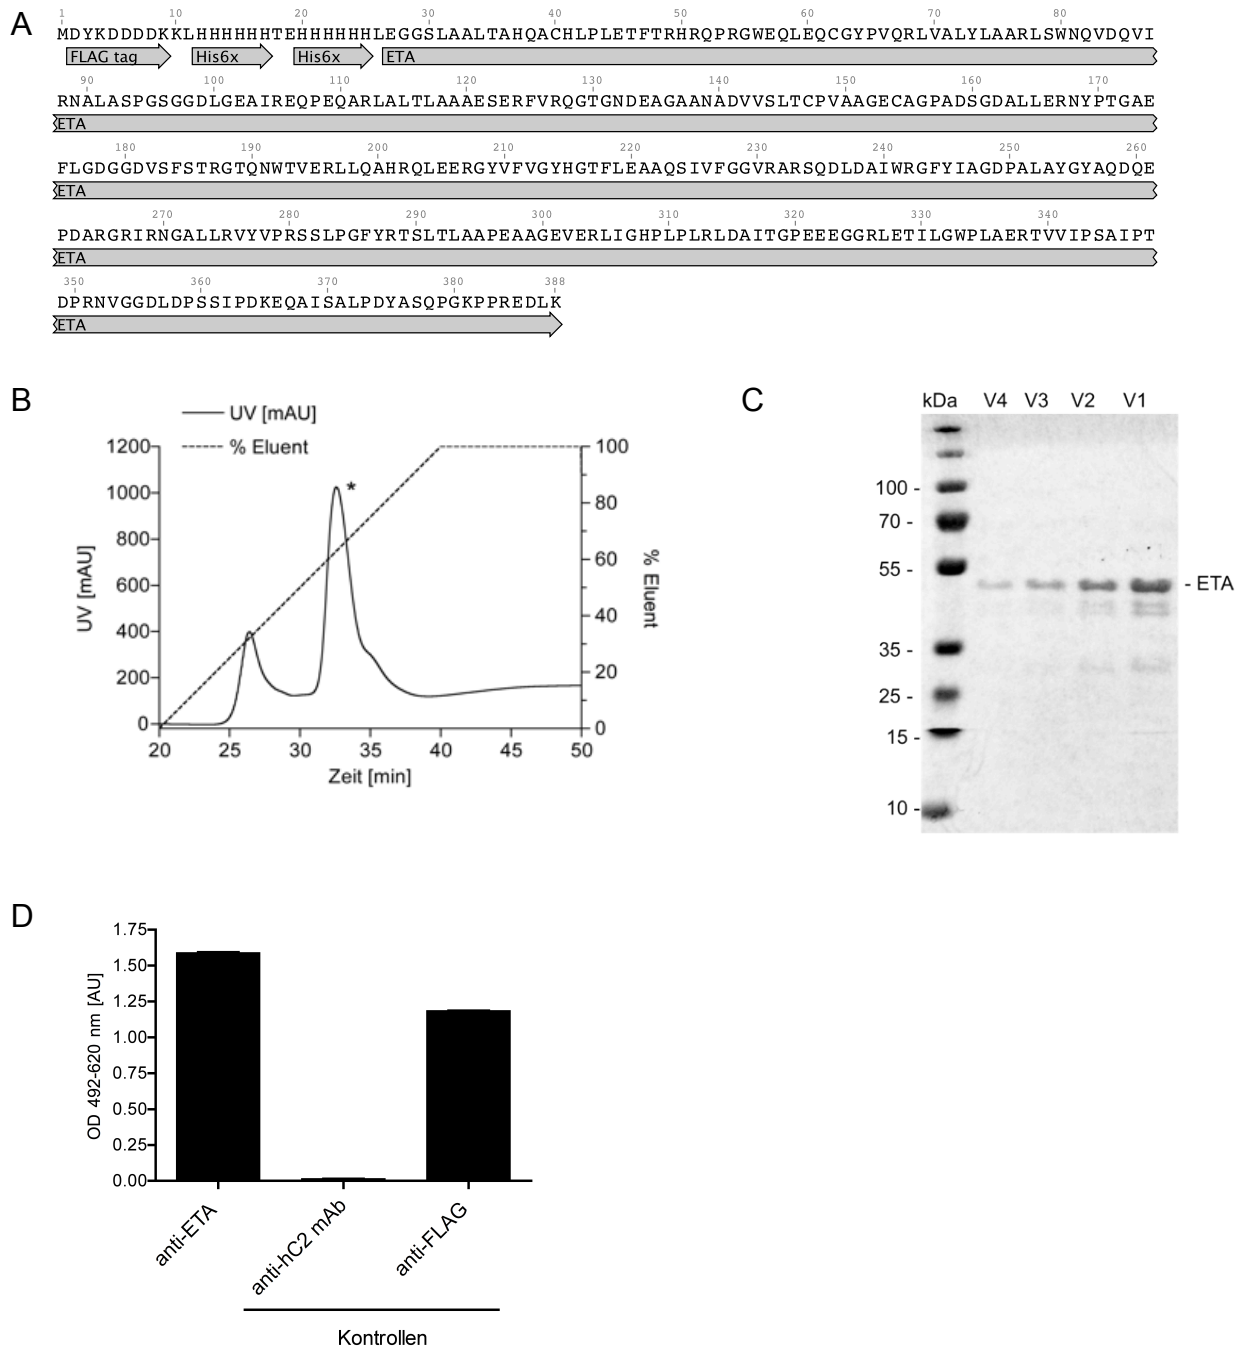 A
1 10 20 30 40 50 60 70 80
MDYKDDDDKKLHHHHHHTEHHHHHHLEGGSLAALTAHQACHLPLETFTRHRQPRGWEQLEQCGYPVQRLVALYLAARLSWNQVDQVI
FLAG tag His6x His6x ETA
90 100 110 120 130 140 150 160 170
RNALASPGSGGDLGEAIREQPEQARLALTLAAAESERFVRQGTGNDEAGAANADVVSLTCPVAAGECAGPADSGDALLERNYPTGAE
ETA
180 190 200 210 220 230 240 250 260
FLGDGGDVSFSTRGTQNWTVERLLQAHRQLEERGYVFVGYHGTFLEAAQSIVFGGVRARSQDLDAIWRGFYIAGDPALAYGYAQDQE
ETA
270 280 290 300 310 320 330 340
PDARGRIRNGALLRVYVPRSSLPGFYRTSLTLAAPEAAGEVERLIGHPLPLRLDAITGPEEEGGRLETILGWPLAERTVVIPSAIPT
ETA
350 360 370 380 388
DPRNVGGDLDPSSIPDKEQAISALPDYASQPGKPPREDLK
ETA
B
UV [mAU]
% Eluent
1200
1000
800
600
400
200
0
UV [mAU]
*
100
80
60
40
20
0
% Eluent
20 25 30 35 40 45 50
Zeit [min]
C
kDa V4 V3 V2 V1
100 -
70 -
55 -
35 -
25 -
15 -
10 -
- ETA
D
1.75
1.50
1.25
1.00
0.75
0.50
0.25
0.00
OD 492-620 nm [AU]
anti-ETA
anti-hC2 mAb
anti-FLAG
Kontrollen